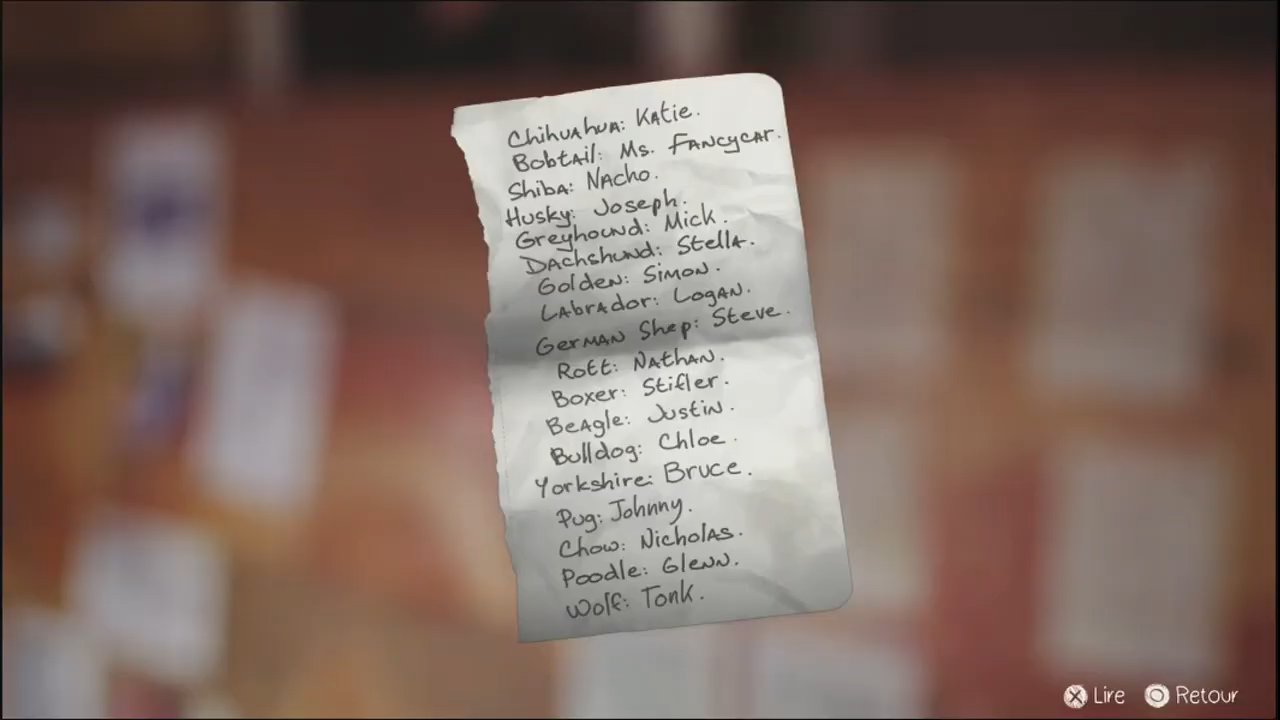 Chihuahua: Katie.
Bobtail: Ms. Fancycar.
Shiba: Nacho.
Husky: Joseph.
Greyhound: Mick.
Dachshund: Stella.
Golden: Simon.
Labrador: Logan.
German Shep: Steve.
Rott: Nathan.
Boxer: Stifler.
Beagle: Justin.
Bulldog: Chloe.
Yorkshire: Bruce.
Pug: Johnny.
Chow: Nicholas.
Poodle: Glenn.
Wolf: Tonk.
Lire Retour